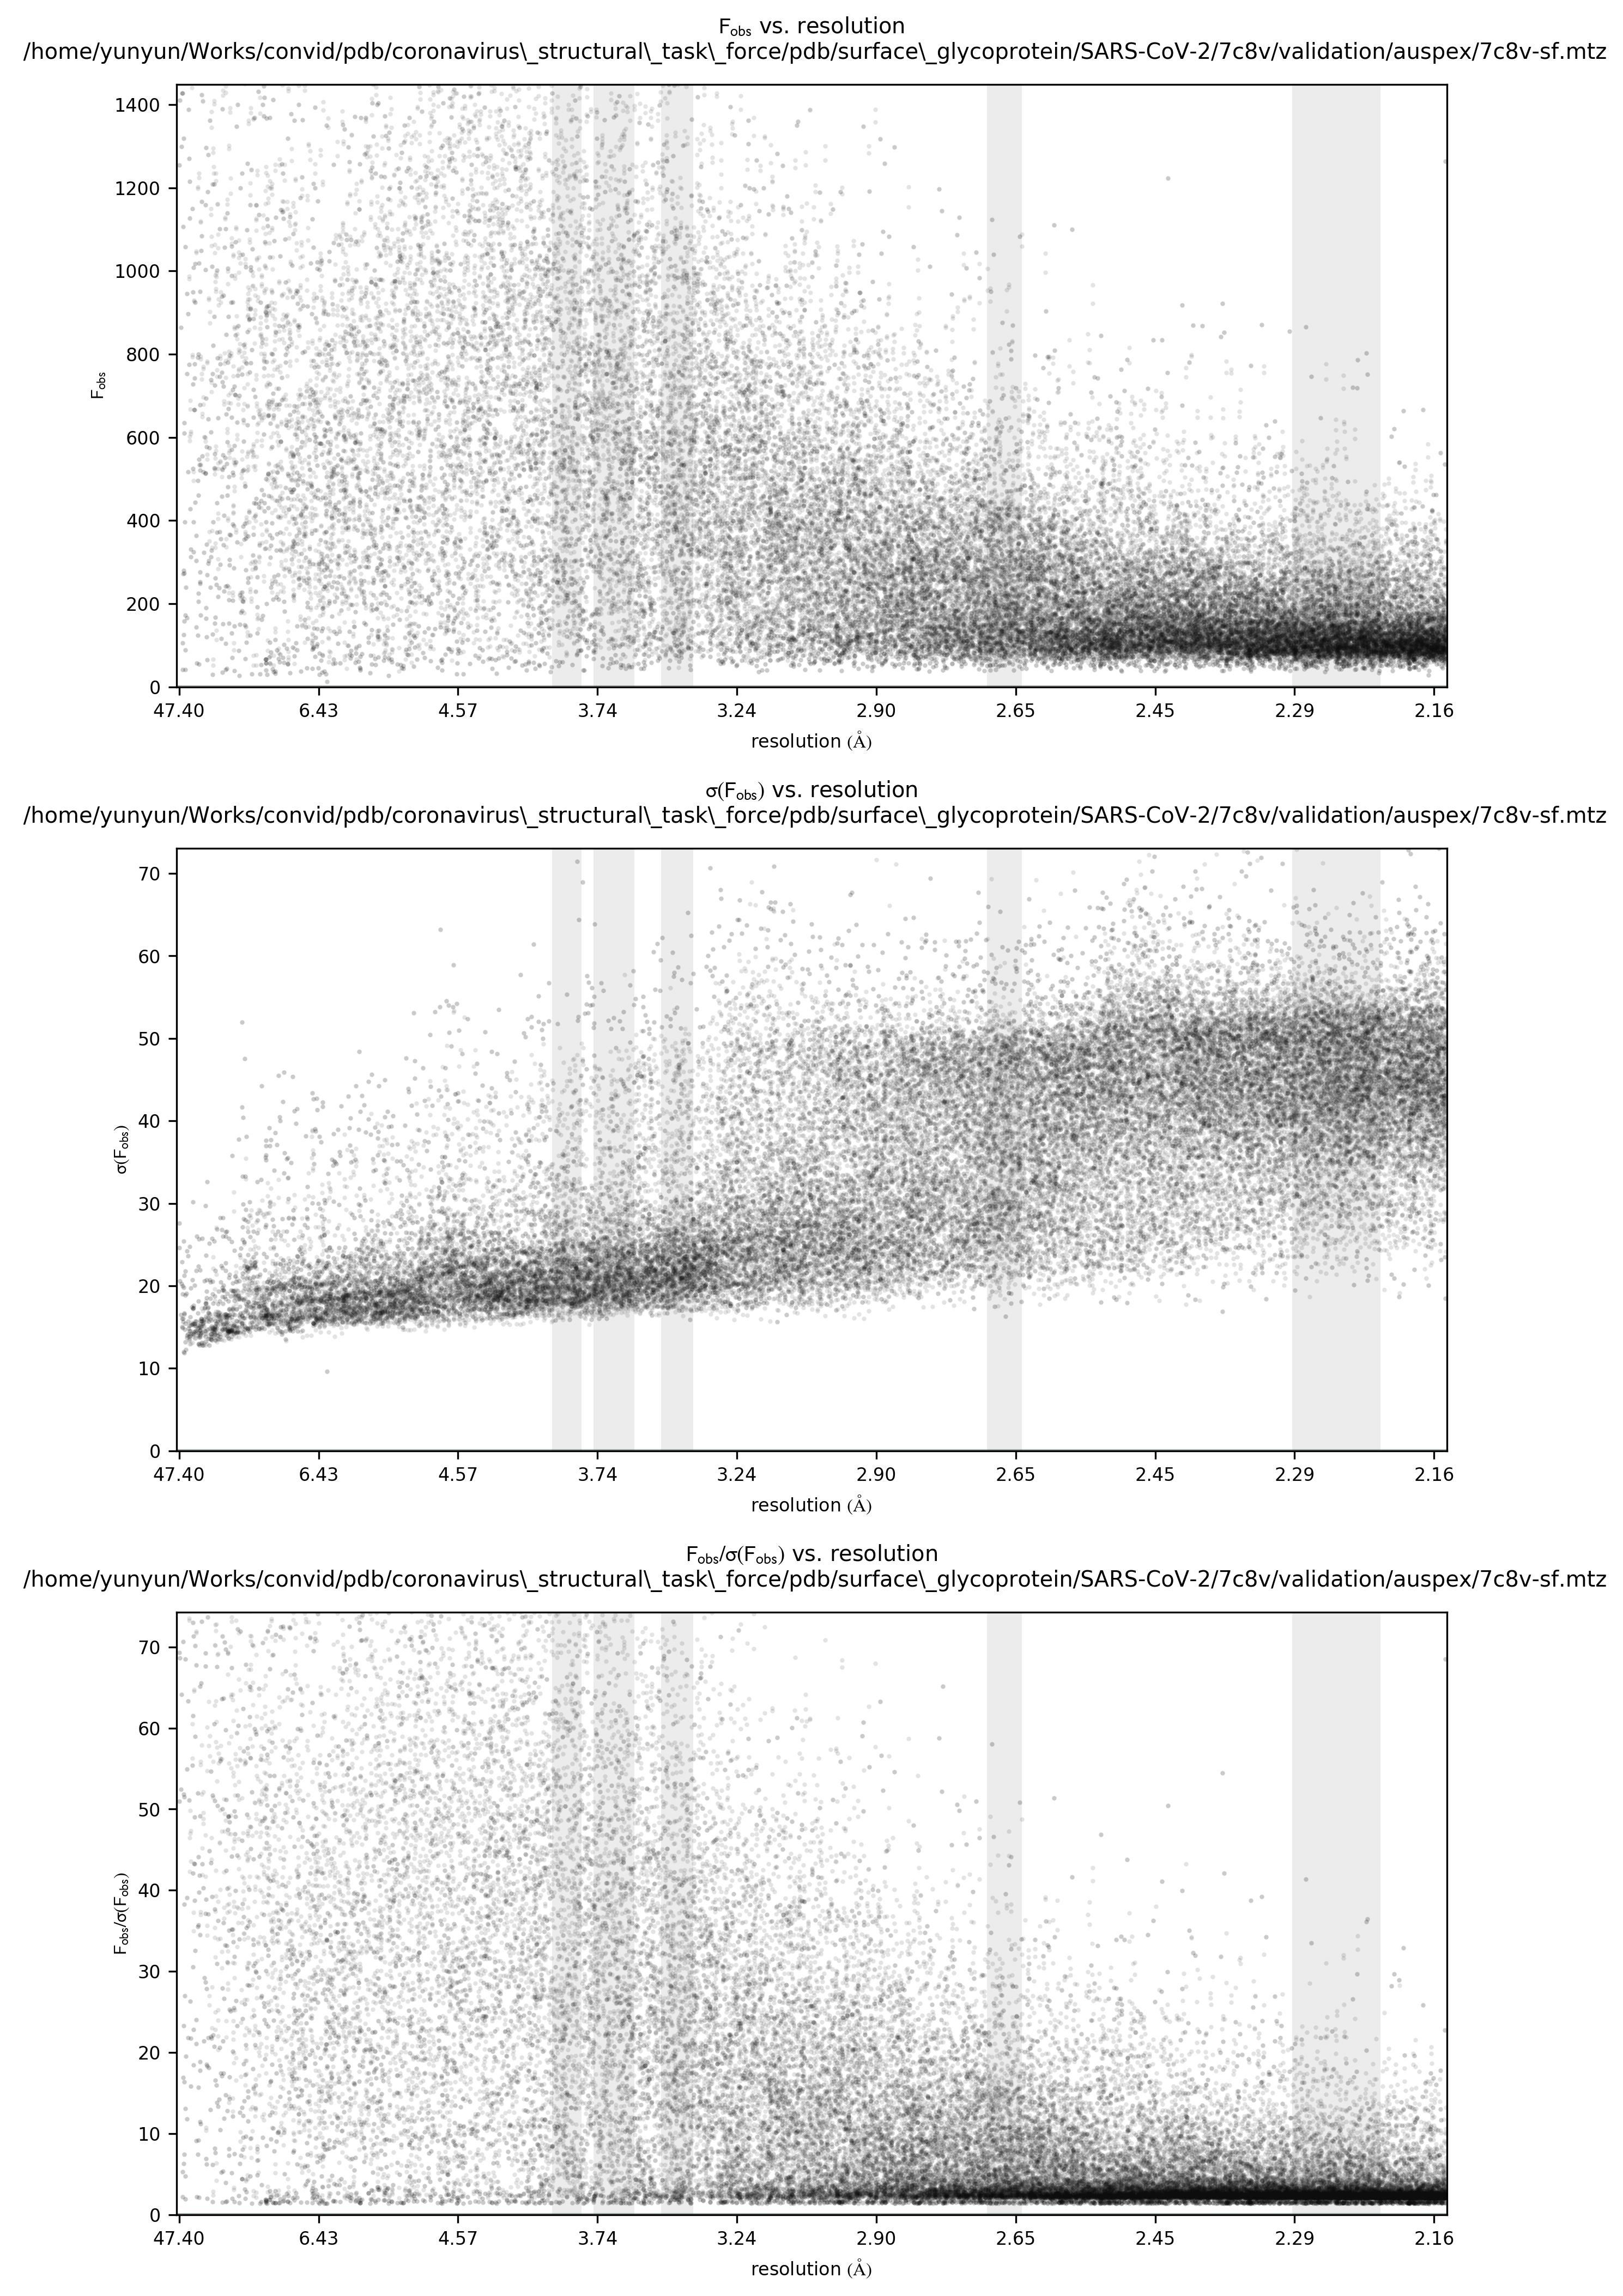 Fobs vs. resolution
/home/yunyun/Works/convid/pdb/coronavirus\_structural\_task\_force/pdb/surface\_glycoprotein/SARS-CoV-2/7c8v/validation/auspex/7c8v-sf.mtz
1400
1200
1000
800
600
400
200
0
Fobs
47.40 6.43 4.57 3.74 3.24 2.90 2.65 2.45 2.29 2.16
resolution (Å)
σ(Fobs) vs. resolution
/home/yunyun/Works/convid/pdb/coronavirus\_structural\_task\_force/pdb/surface\_glycoprotein/SARS-CoV-2/7c8v/validation/auspex/7c8v-sf.mtz
70
60
50
40
30
20
10
0
σ(Fobs)
47.40 6.43 4.57 3.74 3.24 2.90 2.65 2.45 2.29 2.16
resolution (Å)
Fobs/σ(Fobs) vs. resolution
/home/yunyun/Works/convid/pdb/coronavirus\_structural\_task\_force/pdb/surface\_glycoprotein/SARS-CoV-2/7c8v/validation/auspex/7c8v-sf.mtz
70
60
50
40
30
20
10
0
Fobs/σ(Fobs)
47.40 6.43 4.57 3.74 3.24 2.90 2.65 2.45 2.29 2.16
resolution (Å)